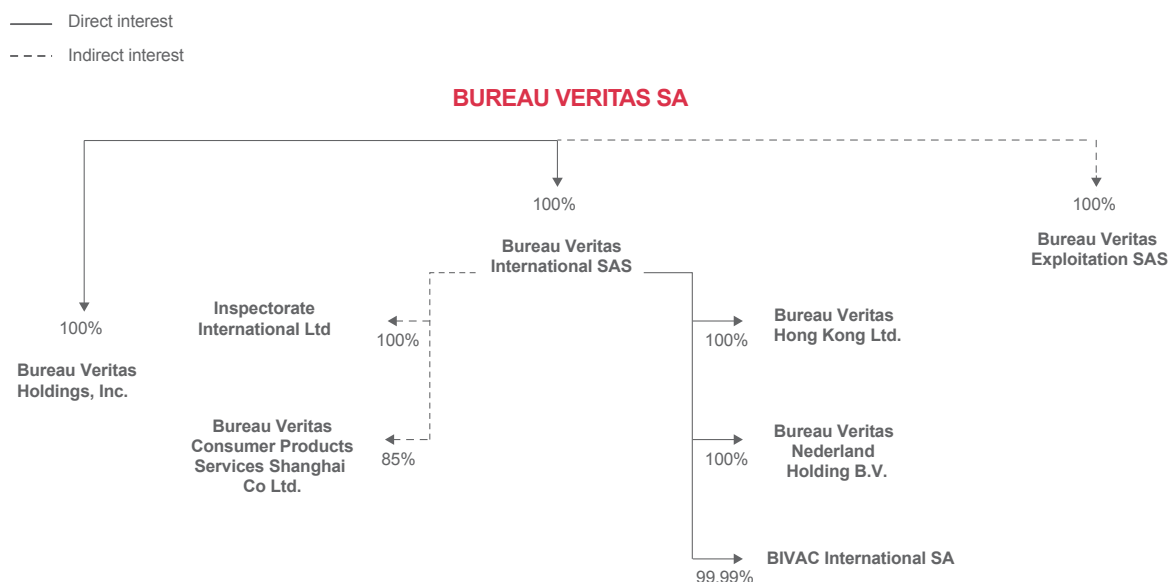 Direct interest
Indirect interest
BUREAU VERITAS SA
100%
100%
Bureau Veritas
International SAS
Bureau Veritas
Exploitation SAS
Inspectorate
International Ltd
100%
100%
Bureau Veritas
Holdings, Inc.
Bureau Veritas
Hong Kong Ltd.
100%
Bureau Veritas
Consumer Products
Services Shanghai
Co Ltd.
85%
Bureau Veritas
Nederland
Holding B.V.
100%
BIVAC International SA
99.99%